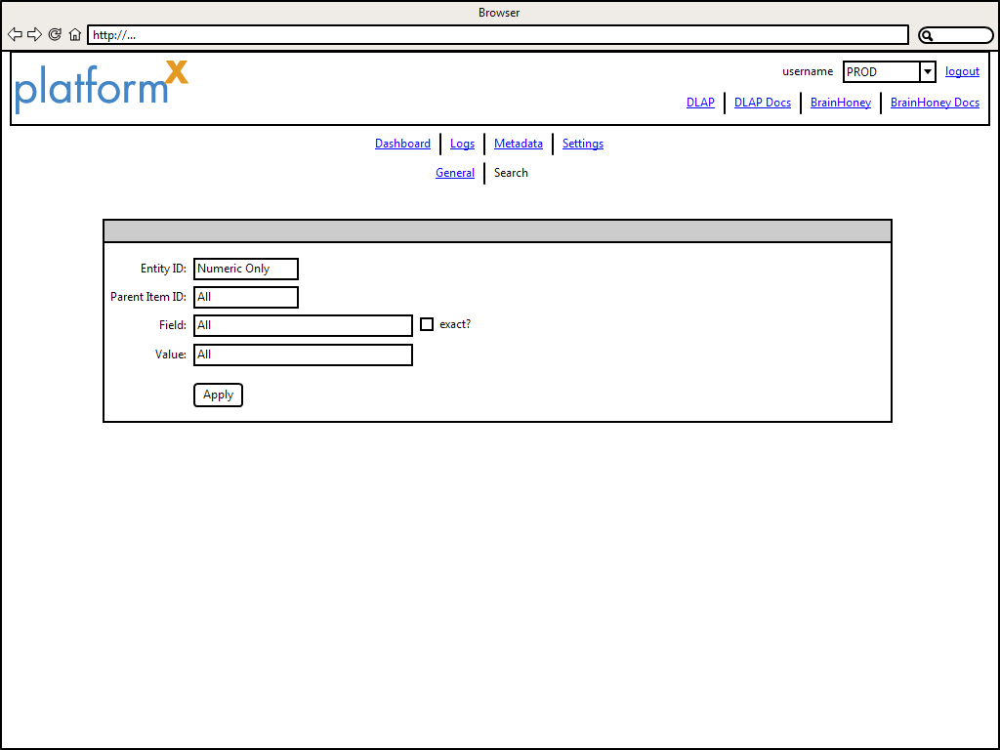 Browser
http://...
platformX
username PROD logout
DLAP DLAP Docs BrainHoney BrainHoney Docs
Dashboard Logs Metadata Settings
General Search
Entity ID: Numeric Only
Parent Item ID: All
Field: All exact?
Value: All
Apply